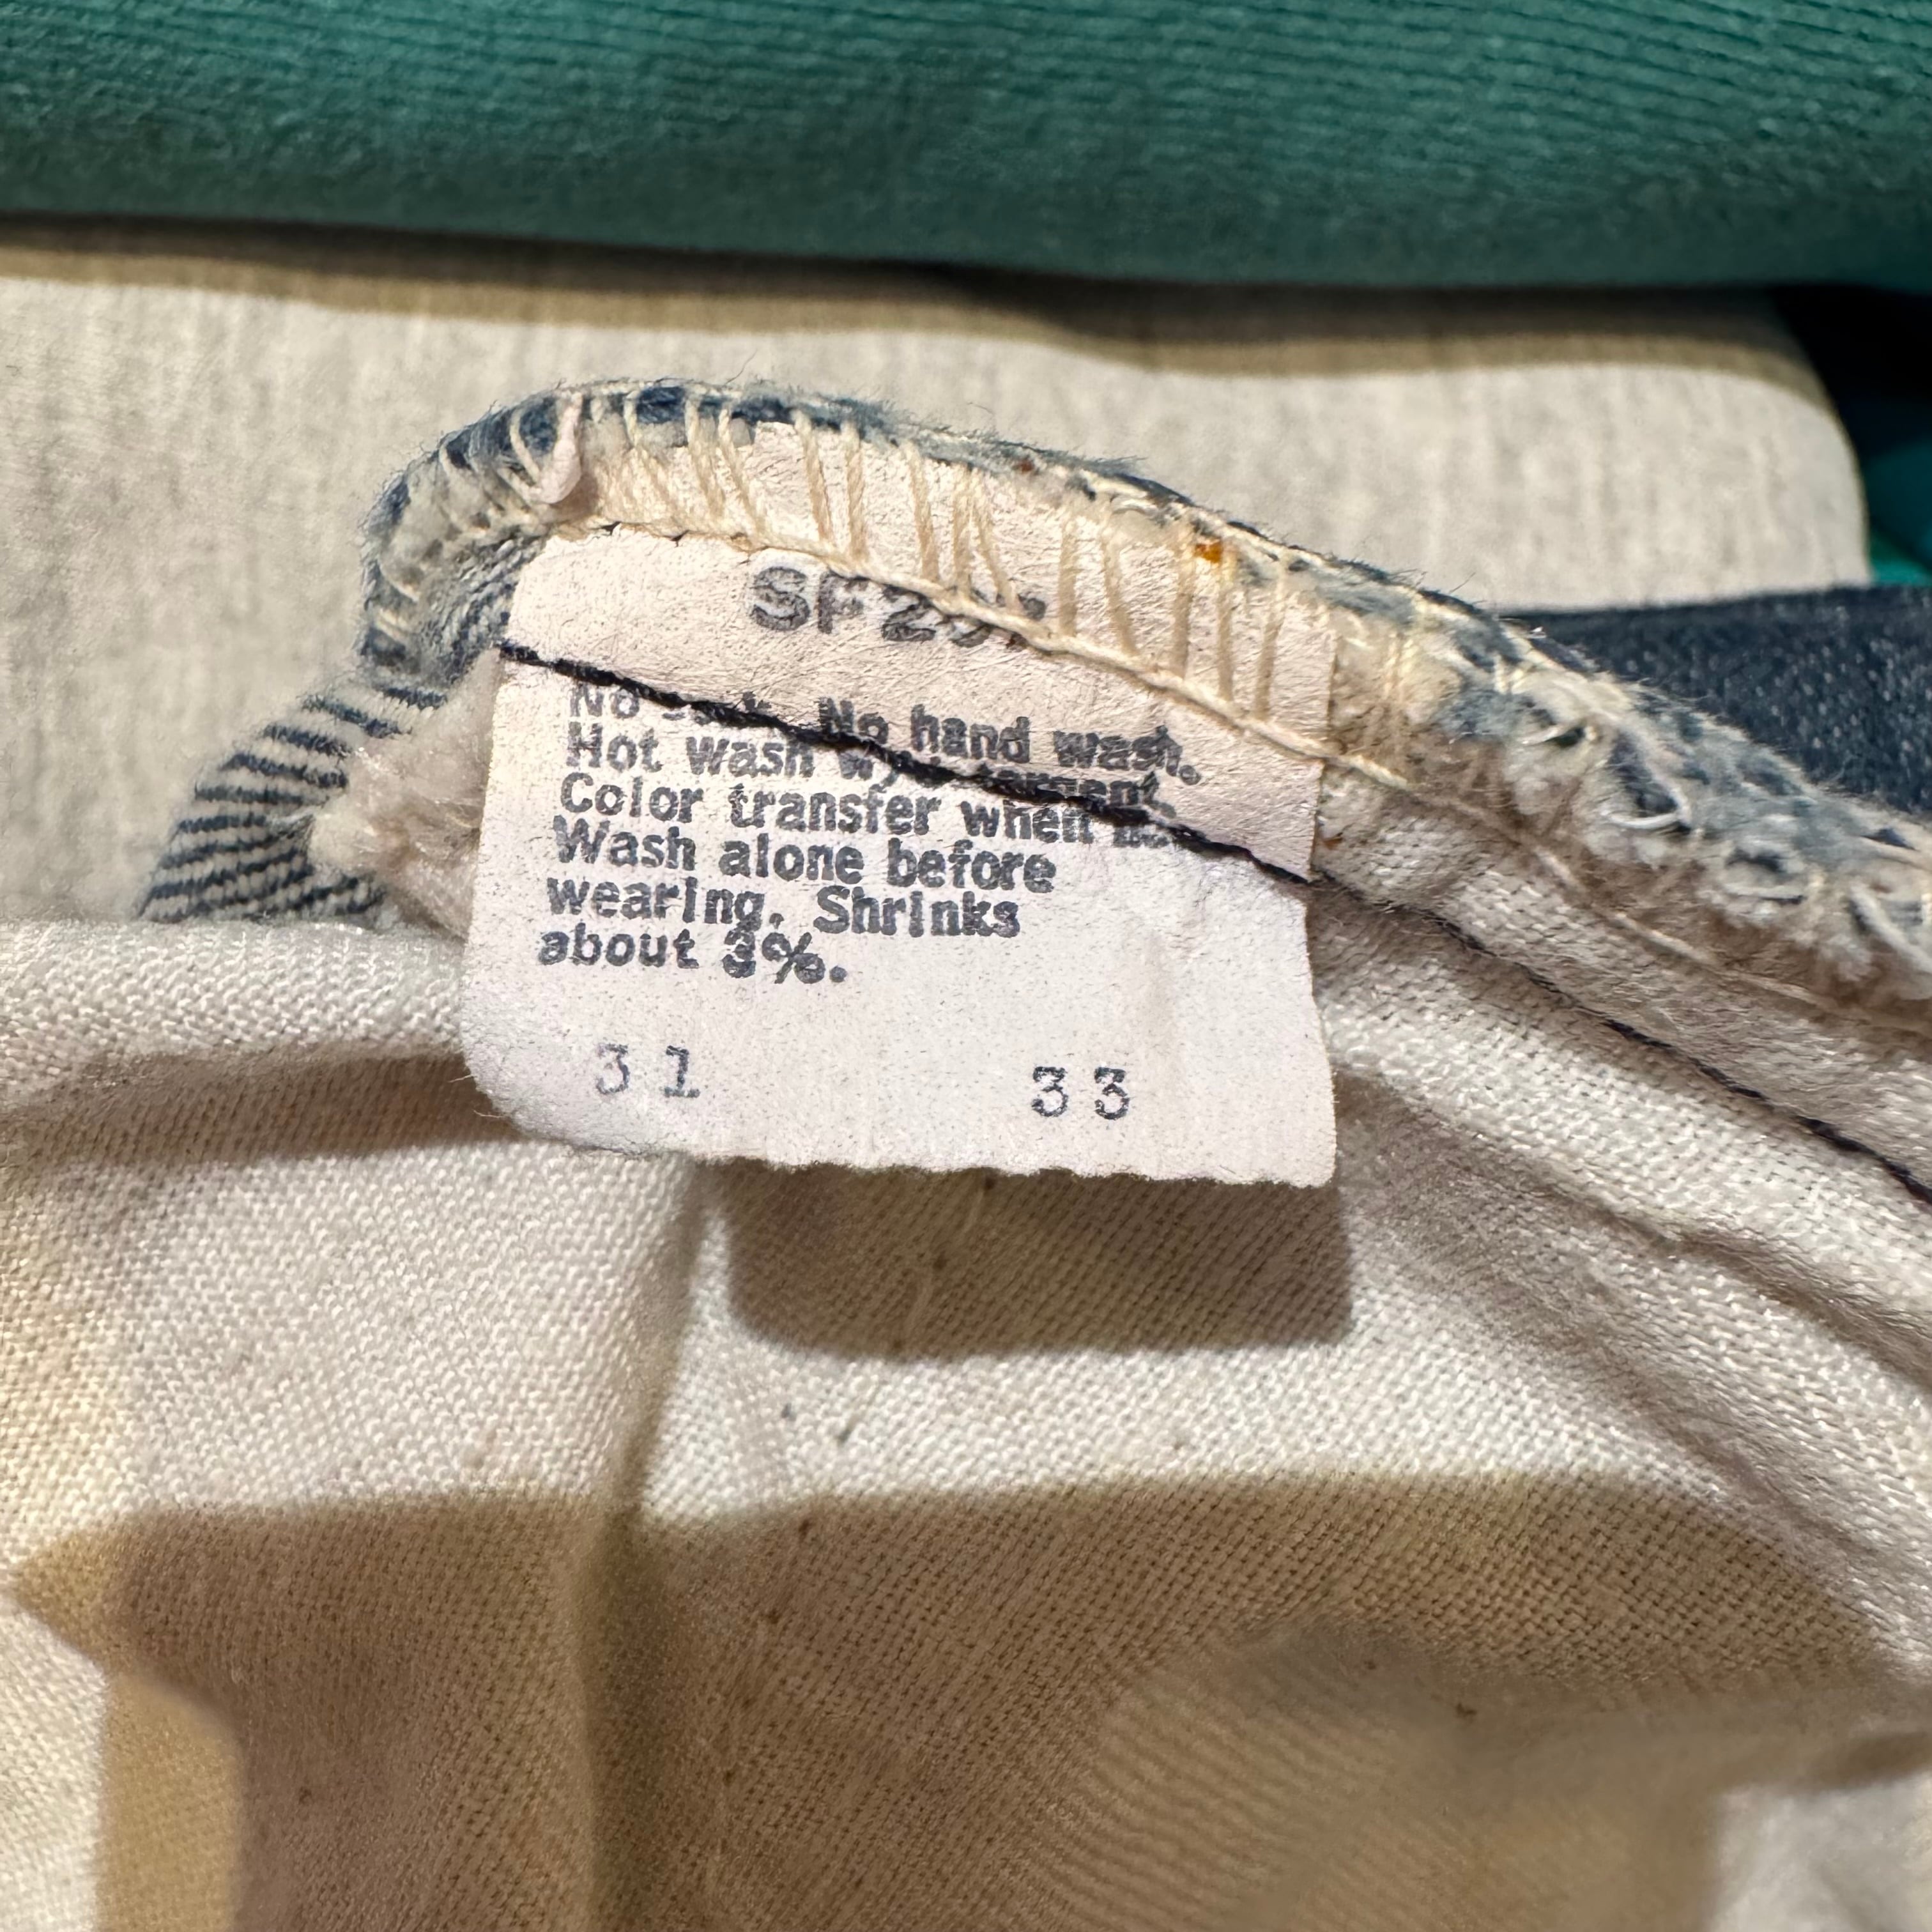 SF2
No hand wash.
Hot wash
Color transfer when
Wash alone before
wearing. Shrinks
about 3%.
31 33